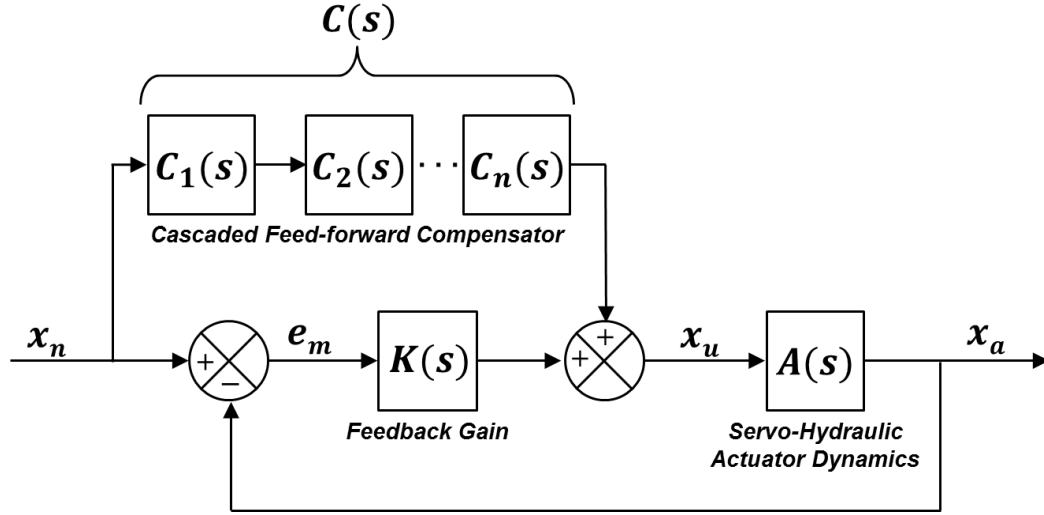 C(s)
C₁(s) C₂(s) · · · Cₙ(s)
Cascaded Feed-forward Compensator
xₙ eₘ xᵤ xₐ
+ − K(s) + + A(s)
Feedback Gain Servo-Hydraulic
Actuator Dynamics